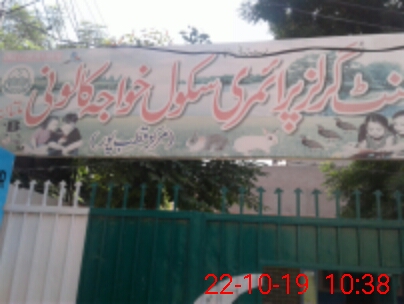 نٹ گرلز پرائمری سکول خواجہ کالونی
22-10-19 10:38